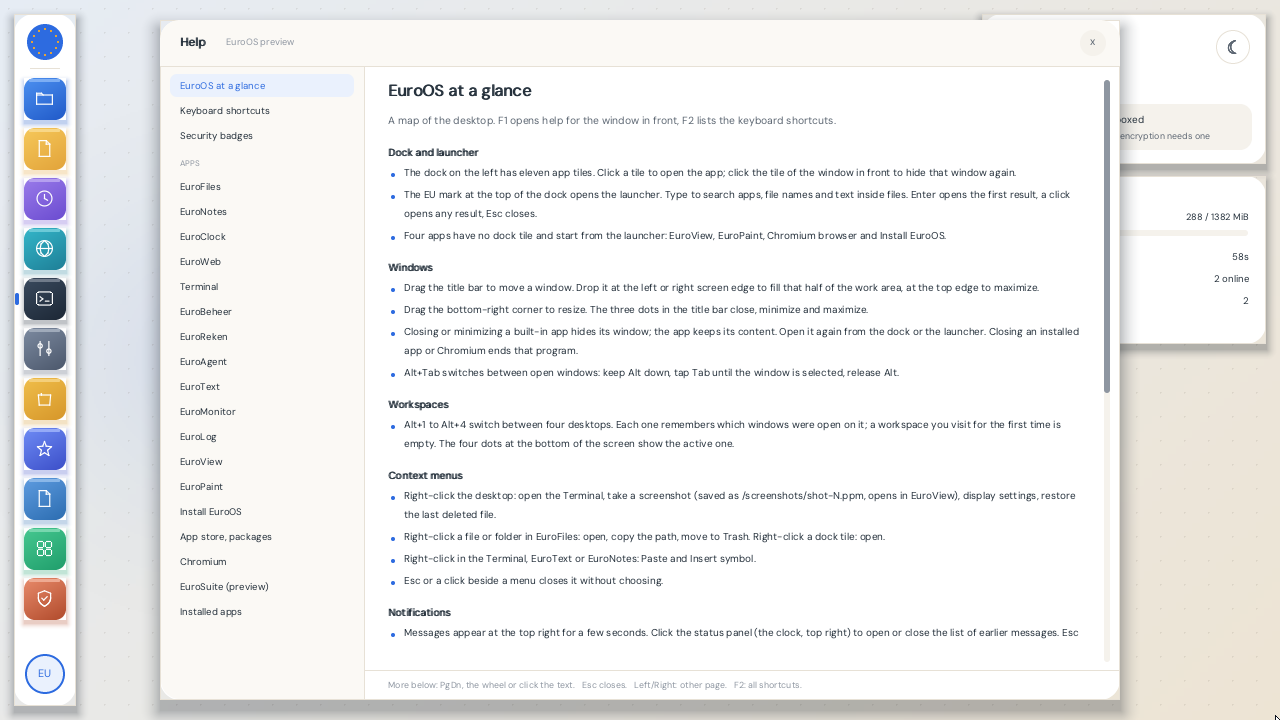 Help
EuroOS preview
x
EuroOS at a glance
Keyboard shortcuts
Security badges
APPS
EuroFiles
EuroNotes
EuroClock
EuroWeb
Terminal
EuroBeheer
EuroReken
EuroAgent
EuroText
EuroMonitor
EuroLog
EuroView
EuroPaint
Install EuroOS
App store, packages
Chromium
EuroSuite (preview)
Installed apps
EuroOS at a glance
A map of the desktop. F1 opens help for the window in front, F2 lists the keyboard shortcuts.
Dock and launcher
The dock on the left has eleven app tiles. Click a tile to open the app; click the tile of the window in front to hide that window again.
The EU mark at the top of the dock opens the launcher. Type to search apps, file names and text inside files. Enter opens the first result, a click
opens any result, Esc closes.
Four apps have no dock tile and start from the launcher: EuroView, EuroPaint, Chromium browser and Install EuroOS.
Windows
Drag the title bar to move a window. Drop it at the left or right screen edge to fill that half of the work area, at the top edge to maximize.
Drag the bottom-right corner to resize. The three dots in the title bar close, minimize and maximize.
Closing or minimizing a built-in app hides its window; the app keeps its content. Open it again from the dock or the launcher. Closing an installed
app or Chromium ends that program.
Alt+Tab switches between open windows: keep Alt down, tap Tab until the window is selected, release Alt.
Workspaces
Alt+1 to Alt+4 switch between four desktops. Each one remembers which windows were open on it; a workspace you visit for the first time is
empty. The four dots at the bottom of the screen show the active one.
Context menus
Right-click the desktop: open the Terminal, take a screenshot (saved as /screenshots/shot-N.ppm, opens in EuroView), display settings, restore
the last deleted file.
Right-click a file or folder in EuroFiles: open, copy the path, move to Trash. Right-click a dock tile: open.
Right-click in the Terminal, EuroText or EuroNotes: Paste and Insert symbol.
Esc or a click beside a menu closes it without choosing.
Notifications
Messages appear at the top right for a few seconds. Click the status panel (the clock, top right) to open or close the list of earlier messages. Esc
More below: PgDn, the wheel or click the text. Esc closes. Left/Right: other page. F2: all shortcuts.
oxed
encryption needs one
288 / 1382 MiB
58s
2 online
2
EU